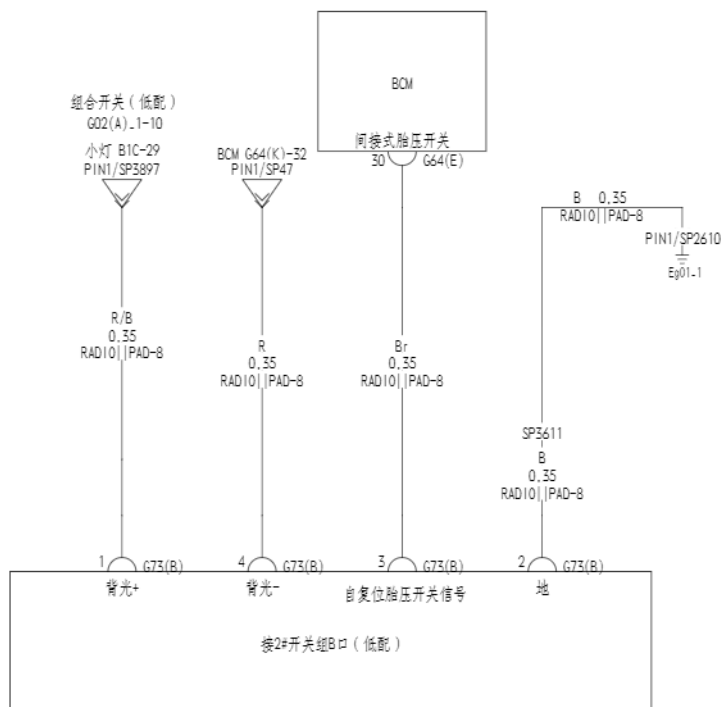 BCM
组合开关(低配)
G02(A)_1-10
小灯 B1C-29
PIN1/SP3897
BCM G64(K)-32
PIN1/SP47
间接式胎压开关
30 G64(E)
B 0.35
RADIO||PAD-8
PIN1/SP2610
Eg01-1
R/B
0.35
RADIO||PAD-8
R
0.35
RADIO||PAD-8
Br
0.35
RADIO||PAD-8
SP3611
B
0.35
RADIO||PAD-8
1 G73(B)
4 G73(B)
3 G73(B)
2 G73(B)
背光+
背光-
自复位胎压开关信号
地
接2#开关组B口(低配)